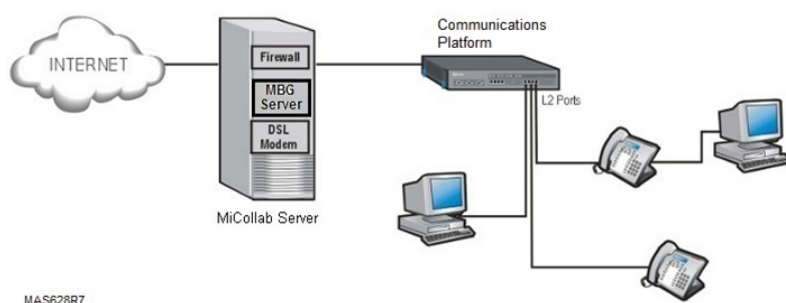 Communications
Platform
INTERNET
Firewall
MBG
Server
DSL
Modem
L2 Ports
MiCollab Server
MAS628R7